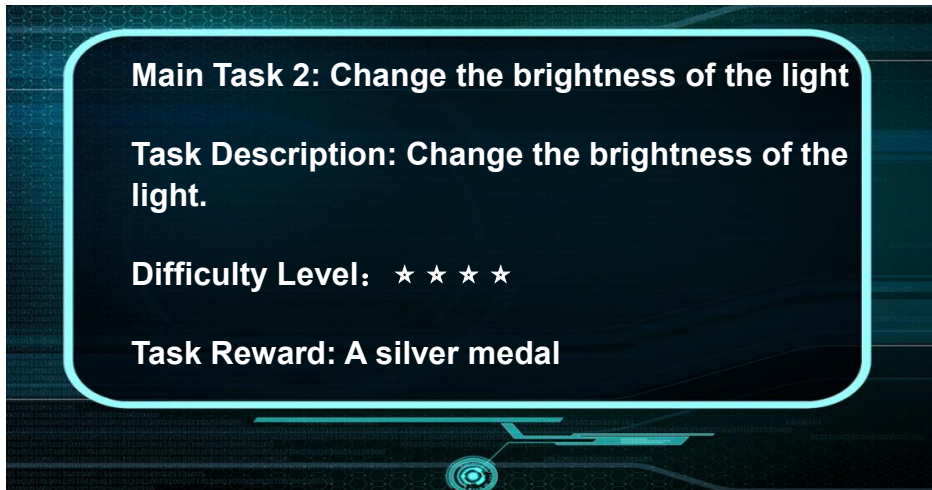 Main Task 2: Change the brightness of the light
Task Description: Change the brightness of the
light.
Difficulty Level：★ ★ ★ ★
Task Reward: A silver medal